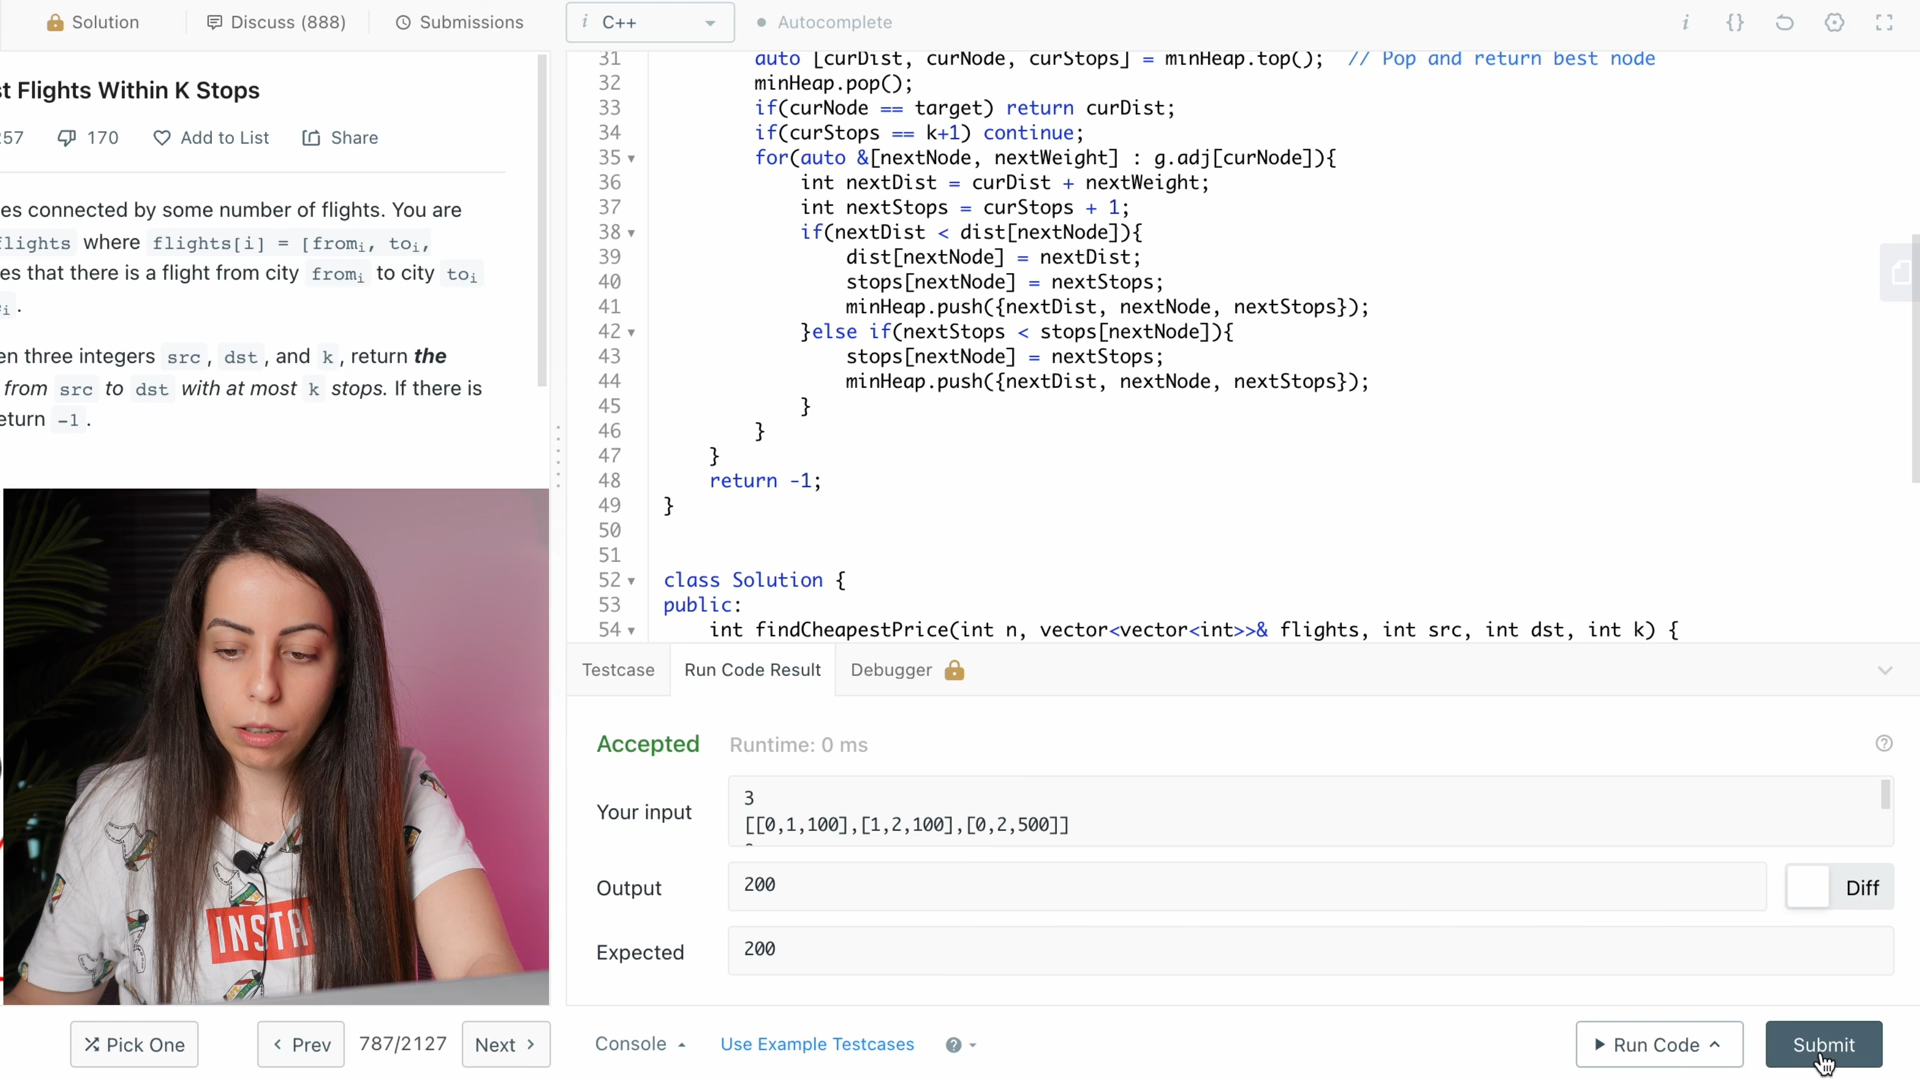 Solution
Discuss (888)
Submissions
i C++
Autocomplete
i {}
st Flights Within K Stops
257
170
Add to List
Share
es connected by some number of flights. You are
flights where flights[i] = [fromi, toi,
es that there is a flight from city fromi to city toi
i.
en three integers src, dst, and k, return the
from src to dst with at most k stops. If there is
eturn -1.
31 auto [curDist, curNode, curStops] = minHeap.top(); // Pop and return best node
32 minHeap.pop();
33 if(curNode == target) return curDist;
34 if(curStops == k+1) continue;
35 for(auto &[nextNode, nextWeight] : g.adj[curNode]){
36 int nextDist = curDist + nextWeight;
37 int nextStops = curStops + 1;
38 if(nextDist < dist[nextNode]){
39 dist[nextNode] = nextDist;
40 stops[nextNode] = nextStops;
41 minHeap.push({nextDist, nextNode, nextStops});
42 }else if(nextStops < stops[nextNode]){
43 stops[nextNode] = nextStops;
44 minHeap.push({nextDist, nextNode, nextStops});
45 }
46 }
47 }
48 return -1;
49 }
50
51
52 class Solution {
53 public:
54 int findCheapestPrice(int n, vector<vector<int>>& flights, int src, int dst, int k) {
Testcase
Run Code Result
Debugger
Accepted
Runtime: 0 ms
Your input
3
[[0,1,100],[1,2,100],[0,2,500]]
Output
200
Diff
Expected
200
INSTA
Pick One
Prev
787/2127
Next
Console
Use Example Testcases
Run Code
Submit